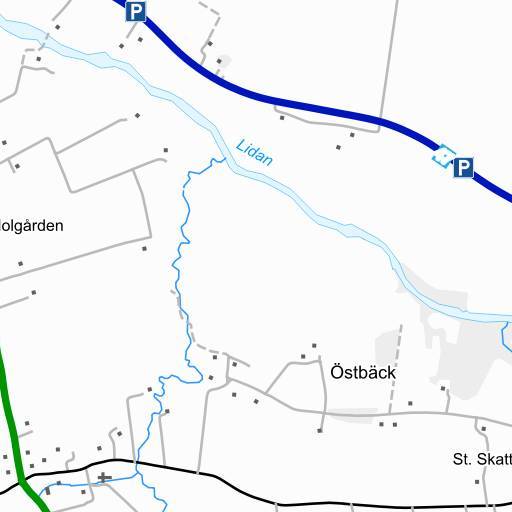 P
Lidan
P
olgården
Östbäck
St. Skatt